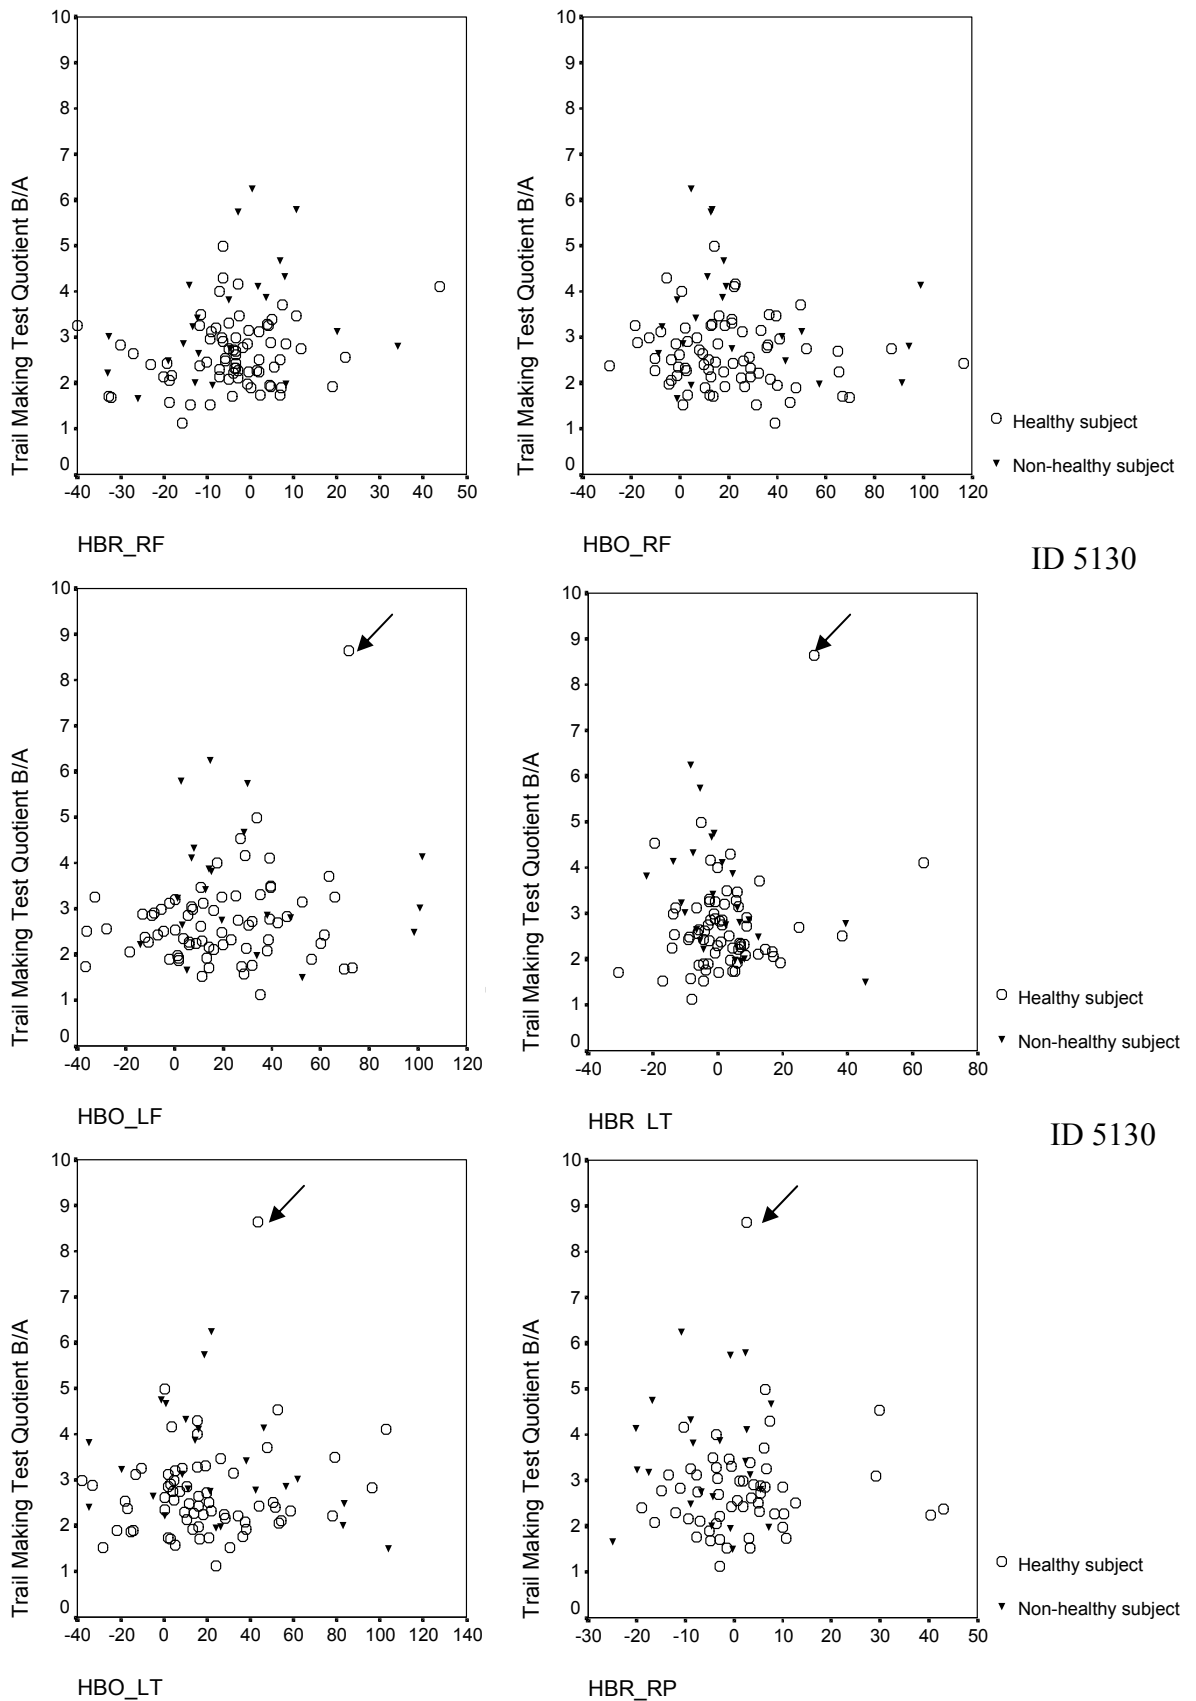 Trail Making Test Quotient B/A
10
9
8
7
6
5
4
3
2
1
0
-40 -30 -20 -10 0 10 20 30 40 50
HBR_RF
Trail Making Test Quotient B/A
10
9
8
7
6
5
4
3
2
1
0
-40 -20 0 20 40 60 80 100 120
HBO_RF
Healthy subject
Non-healthy subject
ID 5130
Trail Making Test Quotient B/A
10
9
8
7
6
5
4
3
2
1
0
-40 -20 0 20 40 60 80 100 120
HBO_LF
Trail Making Test Quotient B/A
10
9
8
7
6
5
4
3
2
1
0
-40 -20 0 20 40 60 80
HBR LT
Healthy subject
Non-healthy subject
ID 5130
Trail Making Test Quotient B/A
10
9
8
7
6
5
4
3
2
1
0
-40 -20 0 20 40 60 80 100 120 140
HBO_LT
Trail Making Test Quotient B/A
10
9
8
7
6
5
4
3
2
1
0
-30 -20 -10 0 10 20 30 40 50
HBR_RP
Healthy subject
Non-healthy subject